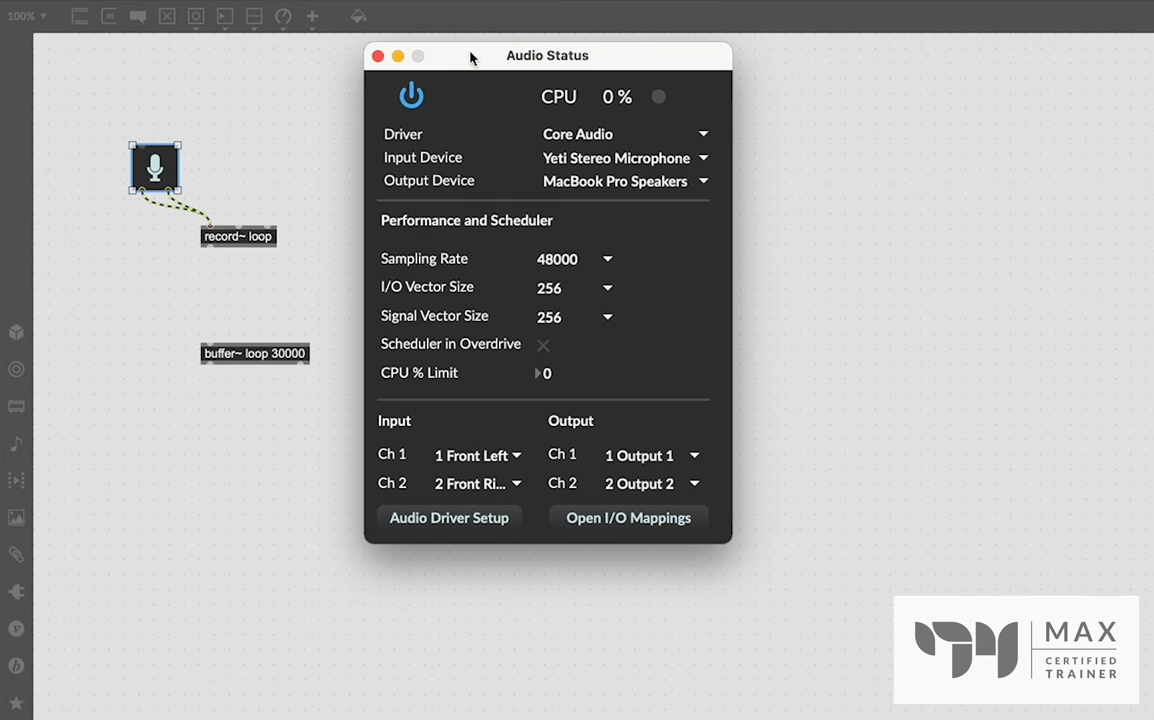 100%
Audio Status
CPU 0 %
Driver Core Audio
Input Device Yeti Stereo Microphone
Output Device MacBook Pro Speakers
Performance and Scheduler
Sampling Rate 48000
I/O Vector Size 256
Signal Vector Size 256
Scheduler in Overdrive
CPU % Limit 0
Input Output
Ch 1 1 Front Left Ch 1 1 Output 1
Ch 2 2 Front Ri... Ch 2 2 Output 2
Audio Driver Setup Open I/O Mappings
record~ loop
buffer~ loop 30000
MAX
CERTIFIED
TRAINER